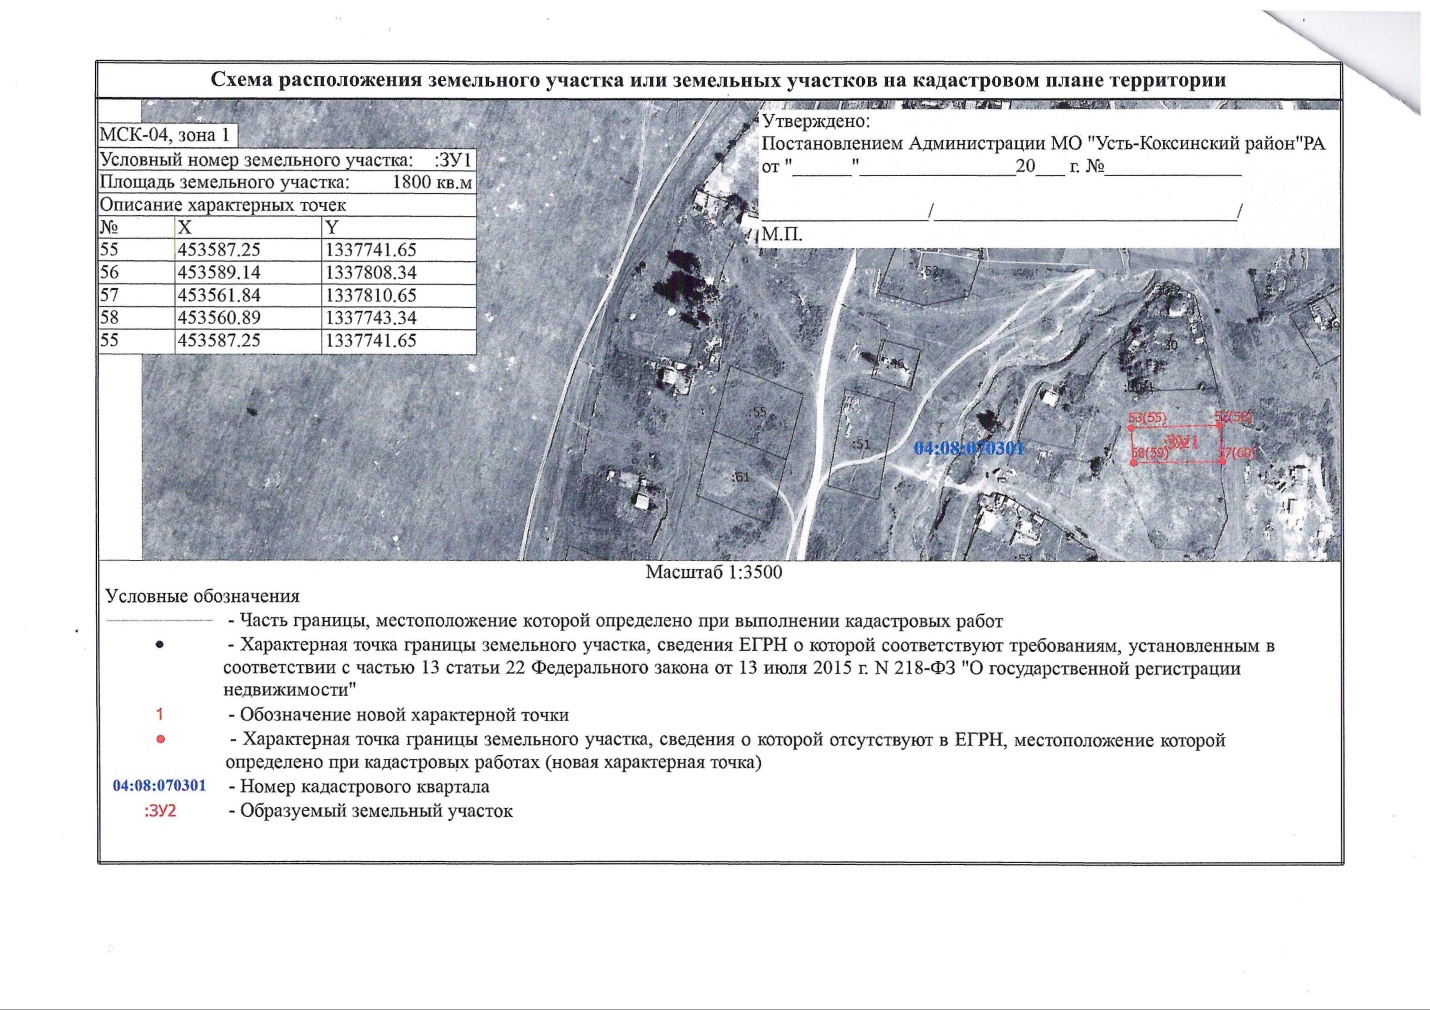 Схема расположения земельного участка или земельных участков на кадастровом плане территории
МСК-04, зона 1
Условный номер земельного участка: :ЗУ1
Площадь земельного участка: 1800 кв.м
Описание характерных точек
№ X Y
55 453587.25 1337741.65
56 453589.14 1337808.34
57 453561.84 1337810.65
58 453560.89 1337743.34
55 453587.25 1337741.65
Утверждено:
Постановлением Администрации МО "Усть-Коксинский район"РА
от "______"________________20___ г. №______________
_________________/_______________________________/
М.П.
:52
:55
:51
:61
04:08:070301
53(55)
58(59)
Масштаб 1:3500
Условные обозначения
- Часть границы, местоположение которой определено при выполнении кадастровых работ
- Характерная точка границы земельного участка, сведения ЕГРН о которой соответствуют требованиям, установленным в
соответствии с частью 13 статьи 22 Федерального закона от 13 июля 2015 г. N 218-ФЗ "О государственной регистрации
недвижимости"
1 - Обозначение новой характерной точки
- Характерная точка границы земельного участка, сведения о которой отсутствуют в ЕГРН, местоположение которой
определено при кадастровых работах (новая характерная точка)
04:08:070301 - Номер кадастрового квартала
:ЗУ2 - Образуемый земельный участок